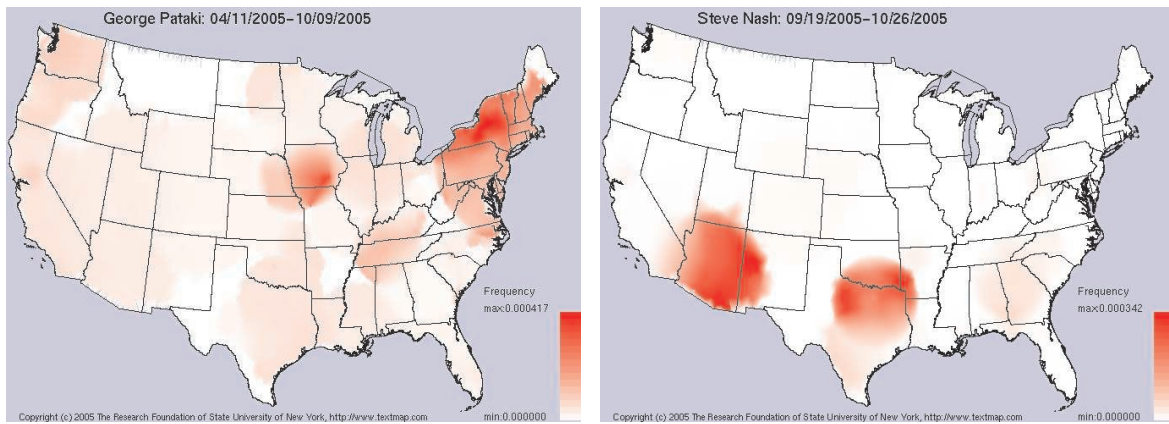 George Pataki: 04/11/2005-10/09/2005
Frequency
max:0.000417
min:0.000000
Copyright (c) 2005 The Research Foundation of State University of New York, http://www.textmap.com
Steve Nash: 09/19/2005-10/26/2005
Frequency
max:0.000342
min:0.000000
Copyright (c) 2005 The Research Foundation of State University of New York, http://www.textmap.com